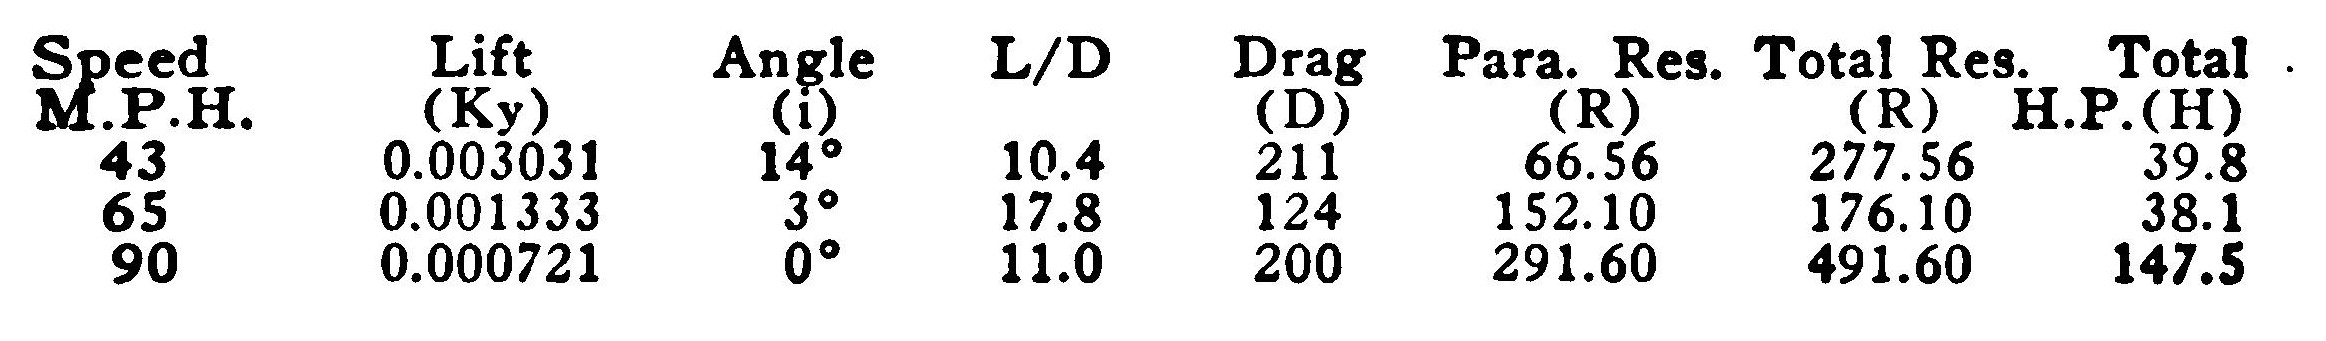 Speed Lift Angle L/D Drag Para. Res. Total Res. Total
M.P.H. (Ky) (i) (D) (R) (R) H.P.(H)
43 0.003031 14° 10.4 211 66.56 277.56 39.8
65 0.001333 3° 17.8 124 152.10 176.10 38.1
90 0.000721 0° 11.0 200 291.60 491.60 147.5